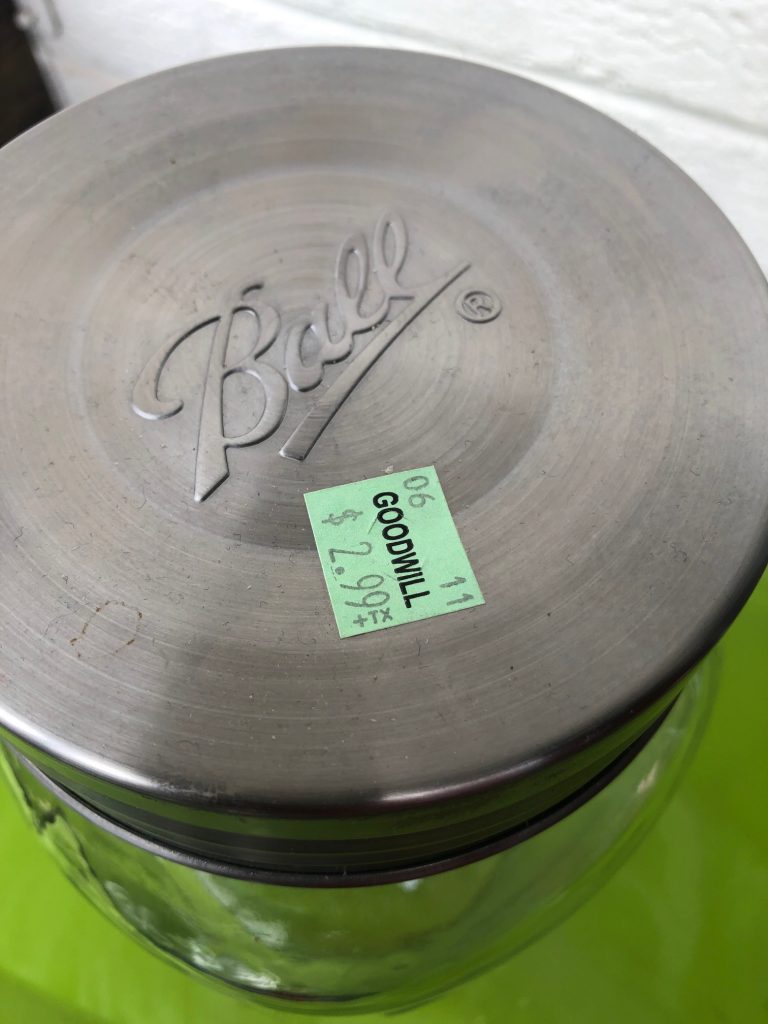 Ball®
06 11
GOODWILL
$ 2.99
+TX